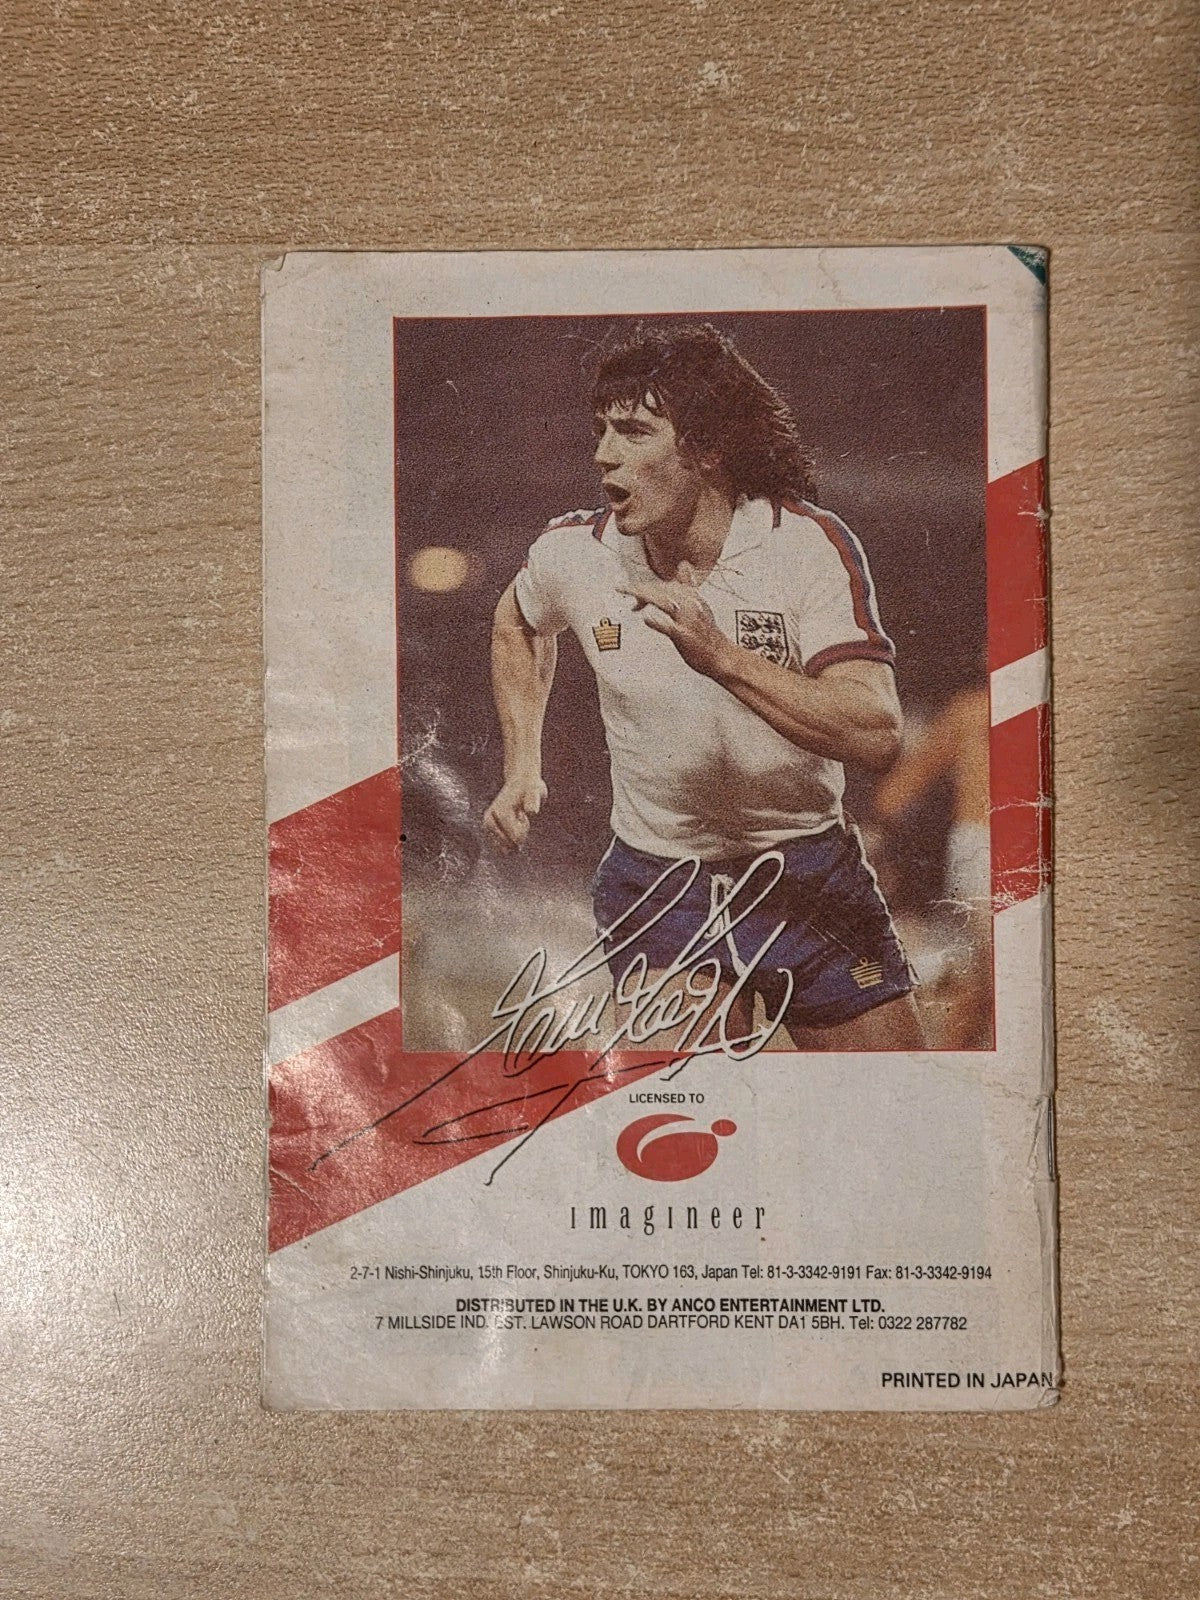 LICENSED TO
imagineer
2-7-1 Nishi-Shinjuku, 15th Floor, Shinjuku-Ku, TOKYO 163, Japan Tel: 81-3-3342-9191 Fax: 81-3-3342-9194
DISTRIBUTED IN THE U.K. BY ANCO ENTERTAINMENT LTD.
7 MILLSIDE IND. EST. LAWSON ROAD DARTFORD KENT DA1 5BH. Tel: 0322 287782
PRINTED IN JAPAN